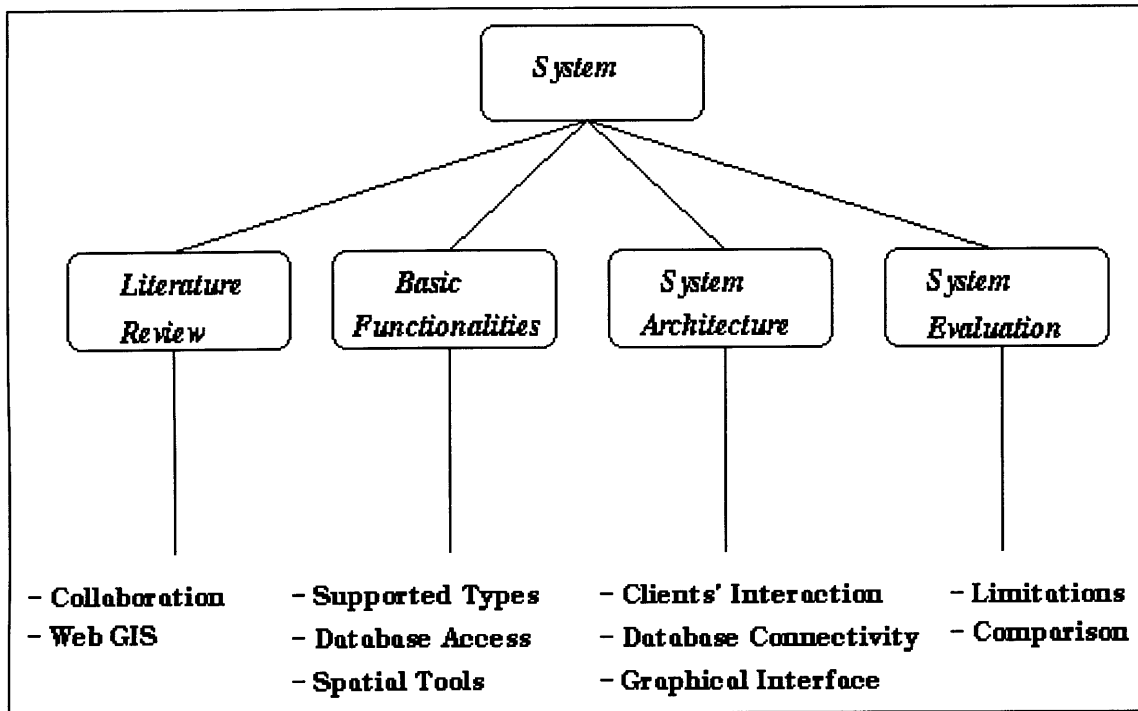 System
Literature
Review
Basic
Functionalities
System
Architecture
System
Evaluation
- Collaboration
- Web GIS
- Supported Types
- Database Access
- Spatial Tools
- Clients' Interaction
- Database Connectivity
- Graphical Interface
- Limitations
- Comparison